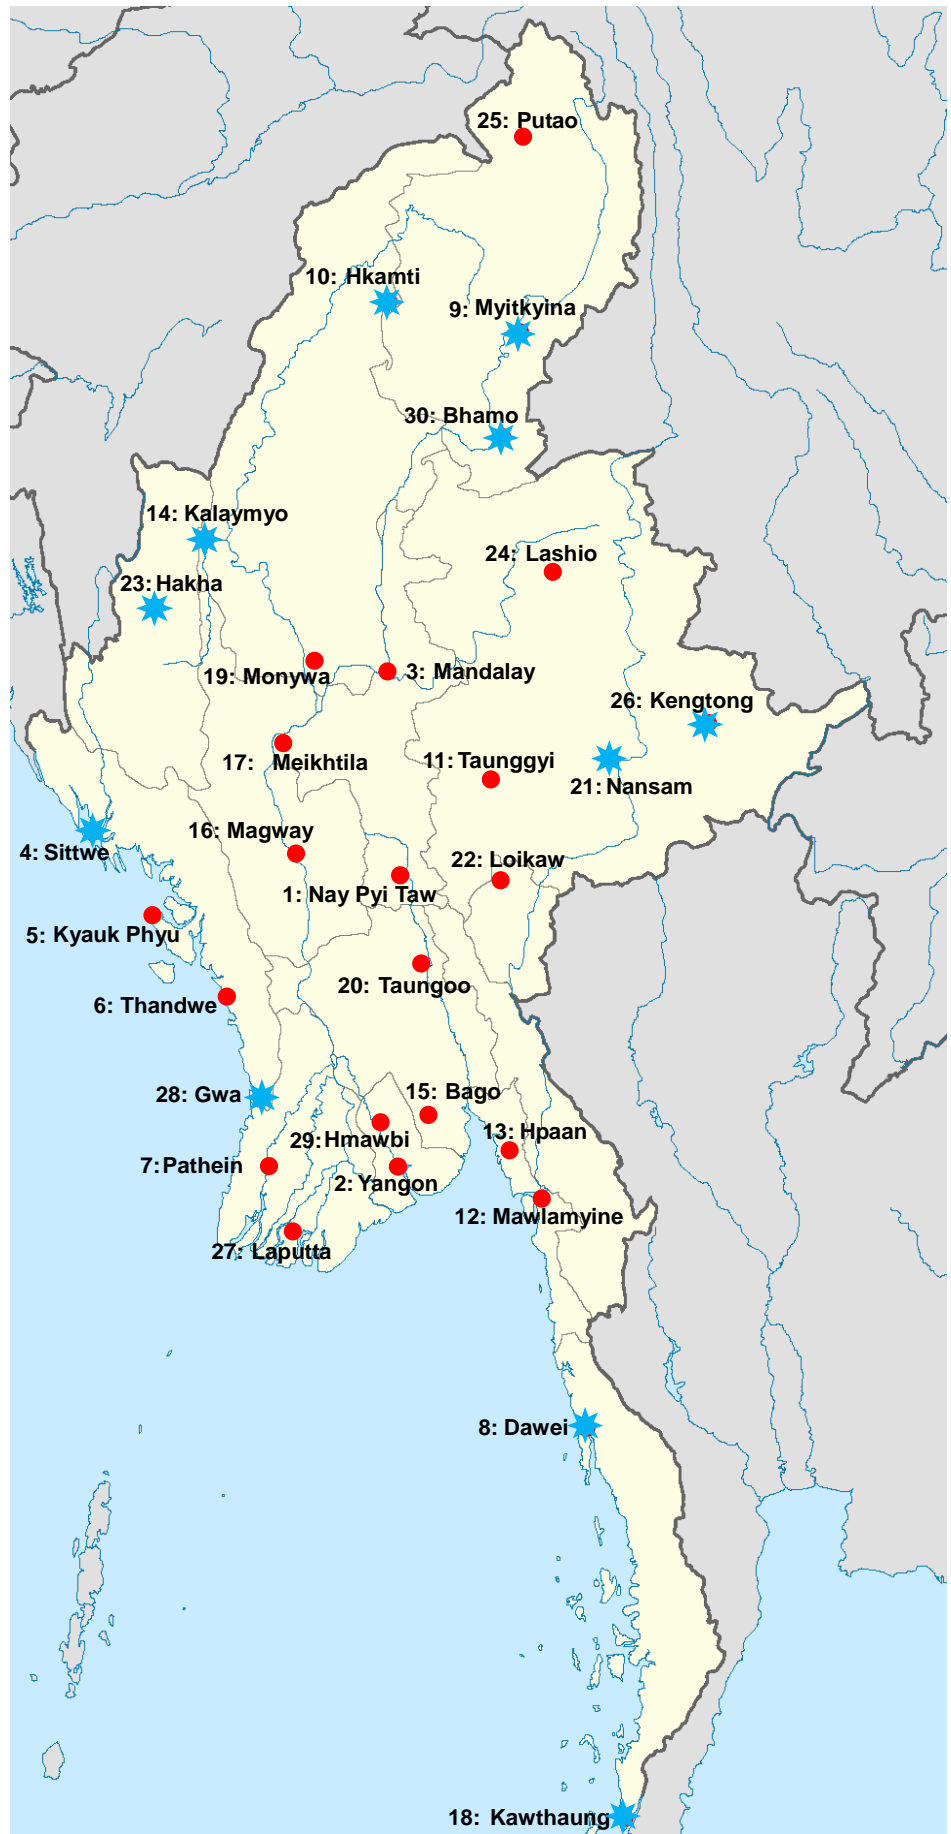 25: Putao
10: Hkamti
9: Myitkyina
30: Bhamo
14: Kalaymyo
24: Lashio
23: Hakha
19: Monywa
3: Mandalay
26: Kengtong
17: Meikhtila
11: Taunggyi
21: Nansam
16: Magway
4: Sittwe
22: Loikaw
1: Nay Pyi Taw
5: Kyauk Phyu
20: Taungoo
6: Thandwe
28: Gwa
15: Bago
29: Hmawbi
13: Hpaan
7: Pathein
2: Yangon
12: Mawlamyine
27: Laputta
8: Dawei
18: Kawthaung